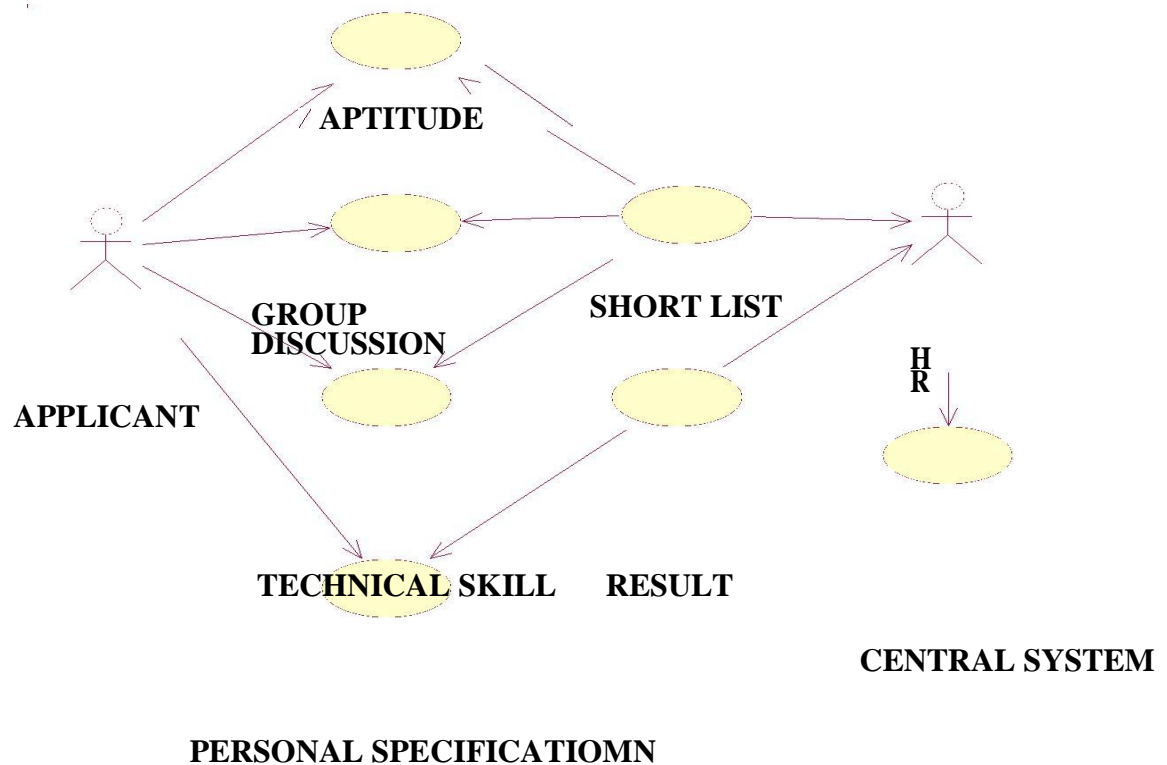 APTITUDE
GROUP
DISCUSSION
SHORT LIST
H
R
APPLICANT
TECHNICAL SKILL
RESULT
CENTRAL SYSTEM
PERSONAL SPECIFICATIOMN